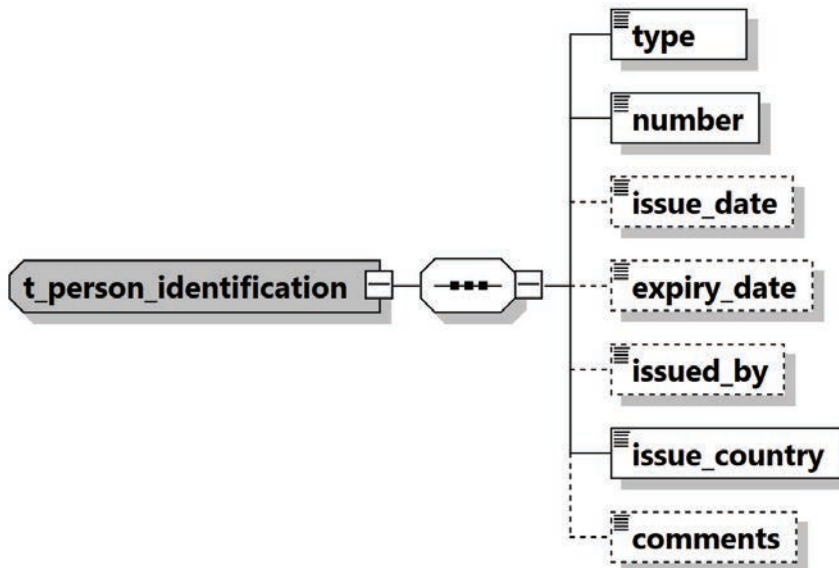 type
number
issue_date
t_person_identification
expiry_date
issued_by
issue_country
comments